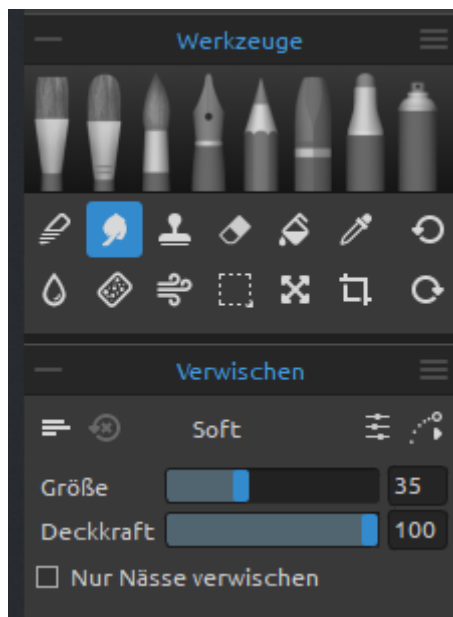 Werkzeuge
Verwischen
Soft
Größe 35
Deckkraft 100
Nur Nässe verwischen